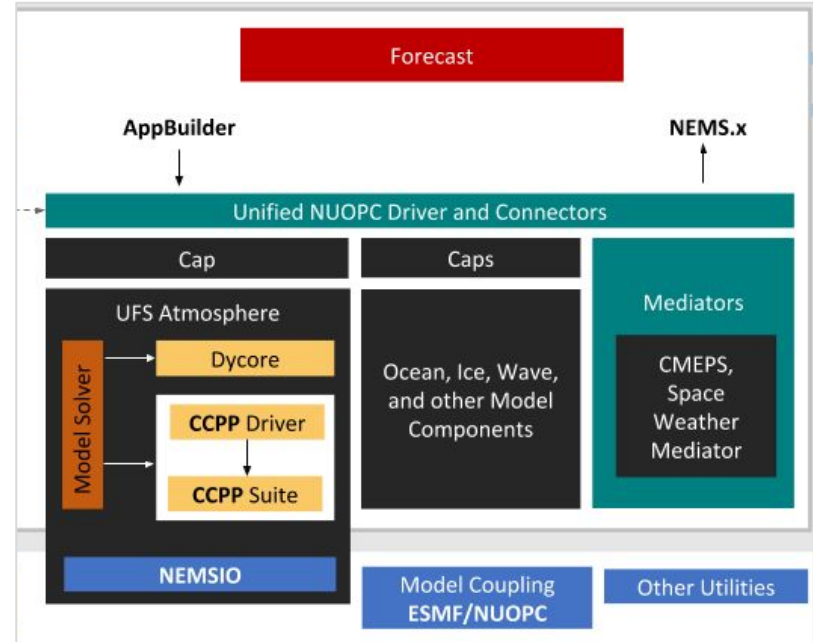 Forecast
AppBuilder
NEMS.x
Unified NUOPC Driver and Connectors
Cap
Caps
Mediators
UFS Atmosphere
Model Solver
Dycore
CCPP Driver
CCPP Suite
NEMSIO
Ocean, Ice, Wave,
and other Model
Components
CMEPS,
Space
Weather
Mediator
Model Coupling
ESMF/NUOPC
Other Utilities